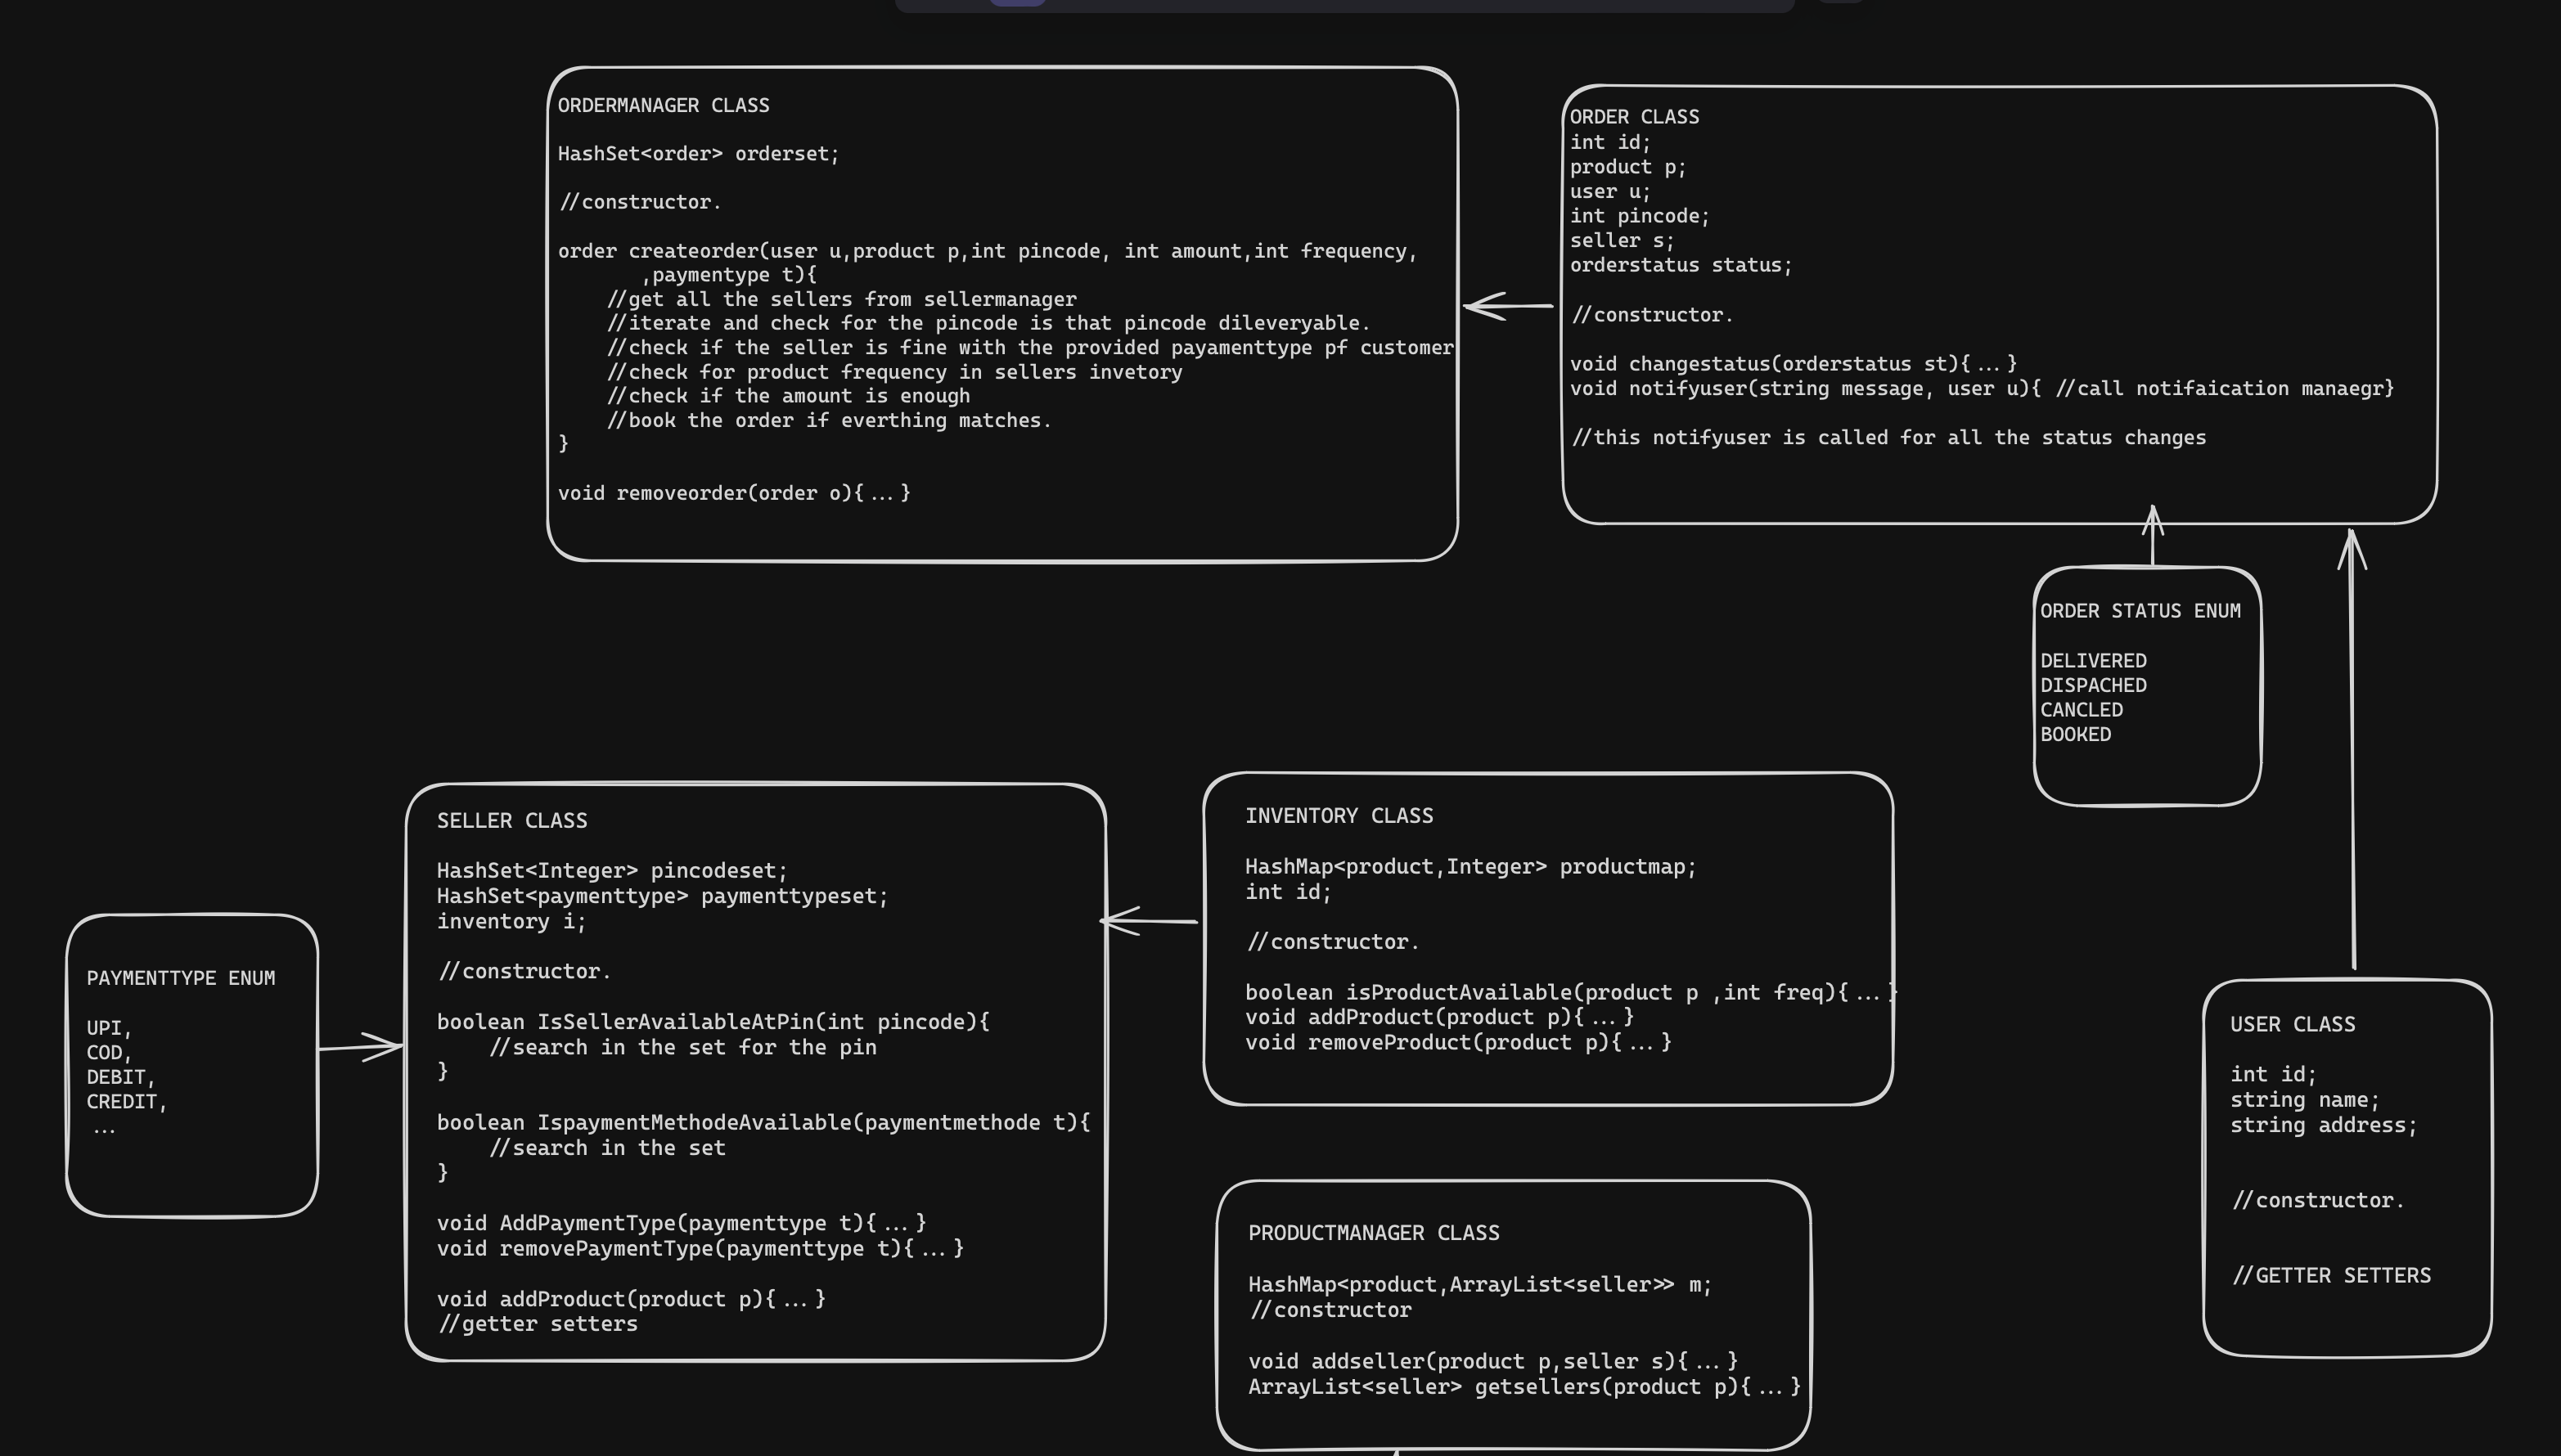 ORDERMANAGER CLASS
HashSet<order> orderset;
//constructor.
order createorder(user u,product p,int pincode, int amount,int frequency,
,paymentype t){
//get all the sellers from sellermanager
//iterate and check for the pincode is that pincode dileveryable.
//check if the seller is fine with the provided payamenttype pf customer
//check for product frequency in sellers invetory
//check if the amount is enough
//book the order if everthing matches.
}
void removeorder(order o){...}
ORDER CLASS
int id;
product p;
user u;
int pincode;
seller s;
orderstatus status;
//constructor.
void changestatus(orderstatus st){...}
void notifyuser(string message, user u){ //call notifaication manaegr}
//this notifyuser is called for all the status changes
ORDER STATUS ENUM
DELIVERED
DISPACHED
CANCLED
BOOKED
PAYMENTTYPE ENUM
UPI,
COD,
DEBIT,
CREDIT,
...
SELLER CLASS
HashSet<Integer> pincodeset;
HashSet<paymenttype> paymenttypeset;
inventory i;
//constructor.
boolean IsSellerAvailableAtPin(int pincode){
//search in the set for the pin
}
boolean IspaymentMethodeAvailable(paymentmethode t){
//search in the set
}
void AddPaymentType(paymenttype t){...}
void removePaymentType(paymenttype t){...}
void addProduct(product p){...}
//getter setters
INVENTORY CLASS
HashMap<product,Integer> productmap;
int id;
//constructor.
boolean isProductAvailable(product p ,int freq){...}
void addProduct(product p){...}
void removeProduct(product p){...}
PRODUCTMANAGER CLASS
HashMap<product,ArrayList<seller>> m;
//constructor
void addseller(product p,seller s){...}
ArrayList<seller> getsellers(product p){...}
USER CLASS
int id;
string name;
string address;
//constructor.
//GETTER SETTERS